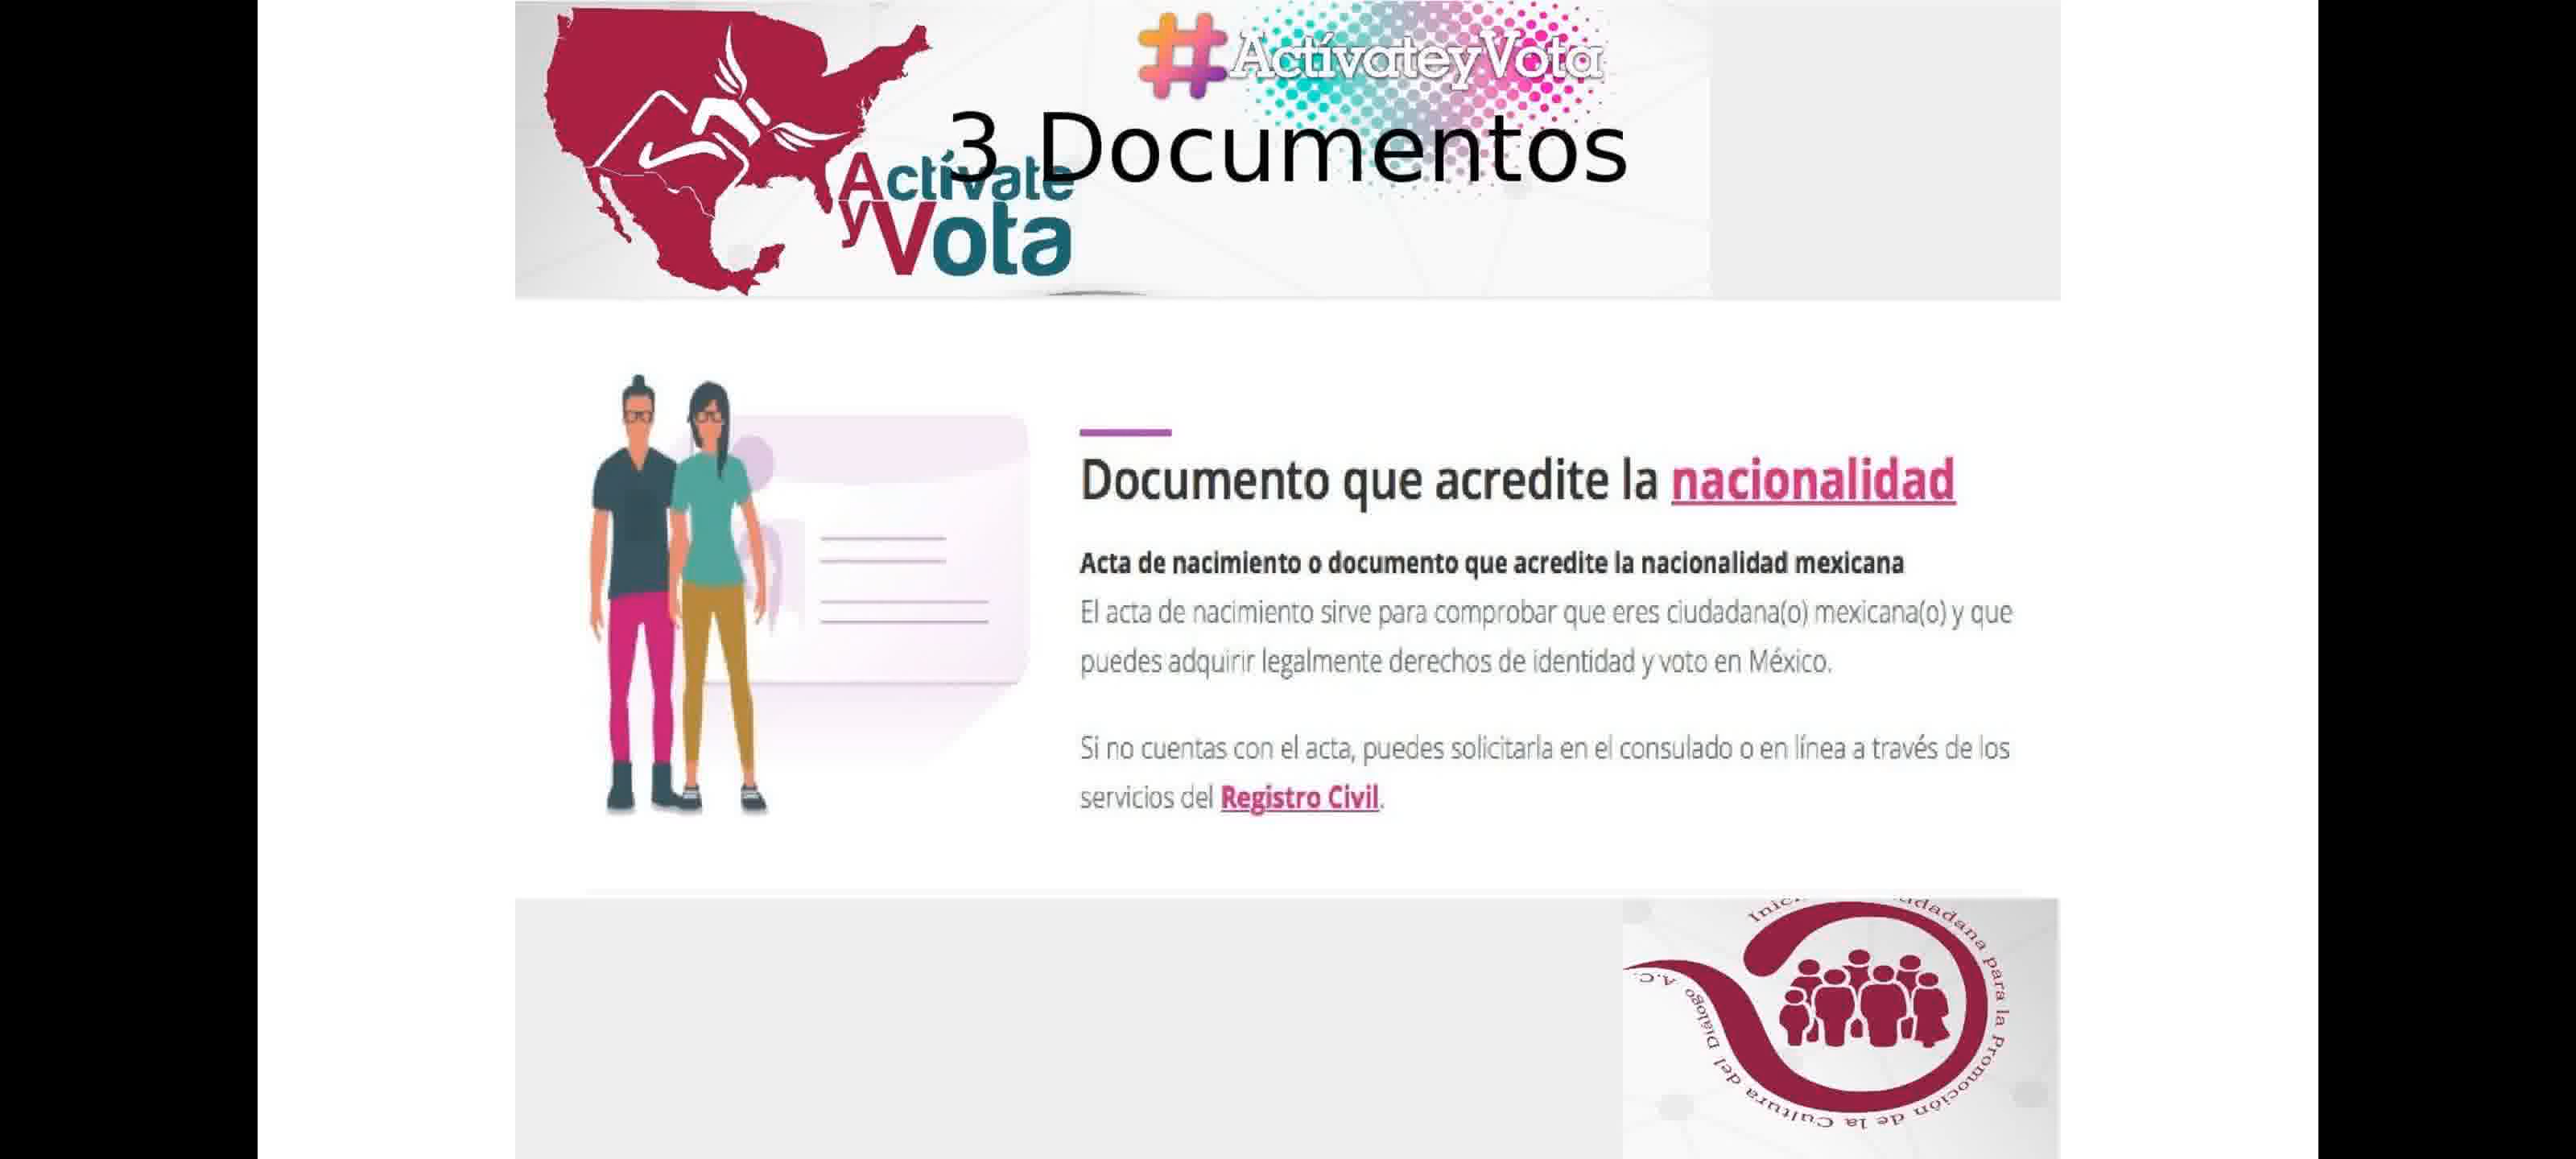 #ActívateyVota
3 Documentos
Actívate
y Vota
Documento que acredite la nacionalidad
Acta de nacimiento o documento que acredite la nacionalidad mexicana
El acta de nacimiento sirve para comprobar que eres ciudadana(o) mexicana(o) y que
puedes adquirir legalmente derechos de identidad y voto en México.
Si no cuentas con el acta, puedes solicitarla en el consulado o en línea a través de los
servicios del Registro Civil.
para la Promoción de la Cultura del Diálogo A.C.